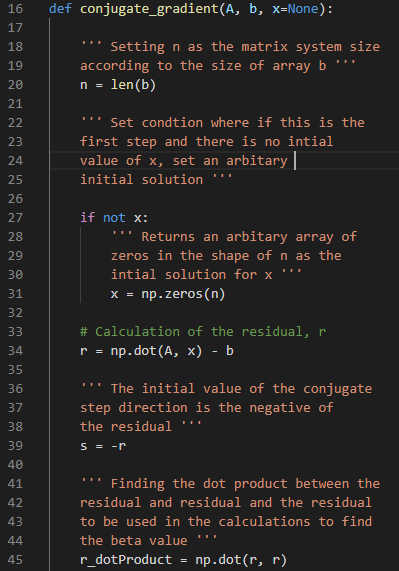 16 def conjugate_gradient(A, b, x=None):
17
18 ''' Setting n as the matrix system size
19 according to the size of array b '''
20 n = len(b)
21
22 ''' Set condtion where if this is the
23 first step and there is no intial
24 value of x, set an arbitary
25 initial solution '''
26
27 if not x:
28 ''' Returns an arbitary array of
29 zeros in the shape of n as the
30 intial solution for x '''
31 x = np.zeros(n)
32
33 # Calculation of the residual, r
34 r = np.dot(A, x) - b
35
36 ''' The initial value of the conjugate
37 step direction is the negative of
38 the residual '''
39 s = -r
40
41 ''' Finding the dot product between the
42 residual and residual and the residual
43 to be used in the calculations to find
44 the beta value '''
45 r_dotProduct = np.dot(r, r)